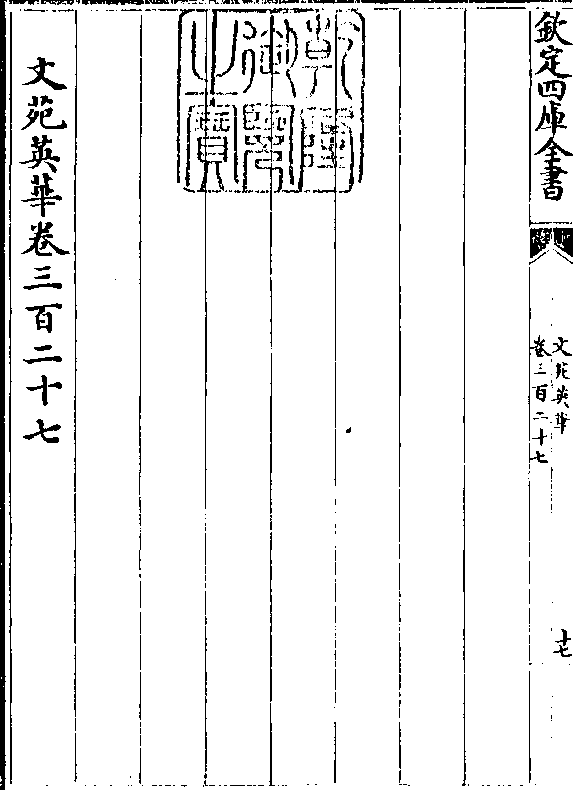 欽定四庫全書
文苑英華
卷三百二十七
十七
乾隆
御覽
之寶
文苑英華卷三百二十七